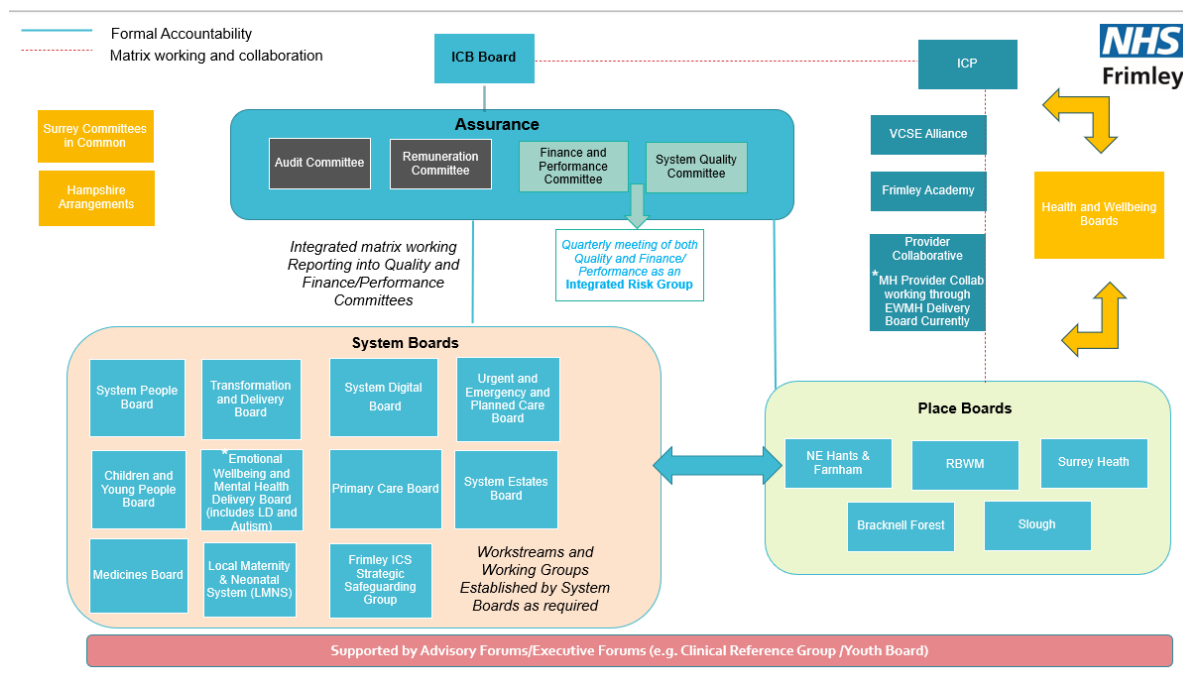 Formal Accountability
Matrix working and collaboration
NHS
Frimley
ICB Board
ICP
Surrey Committees
in Common
Hampshire
Arrangements
Assurance
Audit Committee
Remuneration
Committee
Finance and
Performance
Committee
System Quality
Committee
VCSE Alliance
Frimley Academy
Provider
Collaborative
*MH Provider Collab
working through
EWMH Delivery
Board Currently
Health and Wellbeing
Boards
Integrated matrix working
Reporting into Quality and
Finance/Performance
Committees
Quarterly meeting of both
Quality and Finance/
Performance as an
Integrated Risk Group
System Boards
System People
Board
Transformation
and Delivery
Board
System Digital
Board
Urgent and
Emergency and
Planned Care
Board
Children and
Young People
Board
*Emotional
Wellbeing and
Mental Health
Delivery Board
(includes LD and
Autism)
Primary Care Board
System Estates
Board
Medicines Board
Local Maternity
& Neonatal
System (LMNS)
Frimley ICS
Strategic
Safeguarding
Group
Workstreams and
Working Groups
Established by System
Boards as required
Place Boards
NE Hants &
Farnham
RBWM
Surrey Heath
Bracknell Forest
Slough
Supported by Advisory Forums/Executive Forums (e.g. Clinical Reference Group /Youth Board)